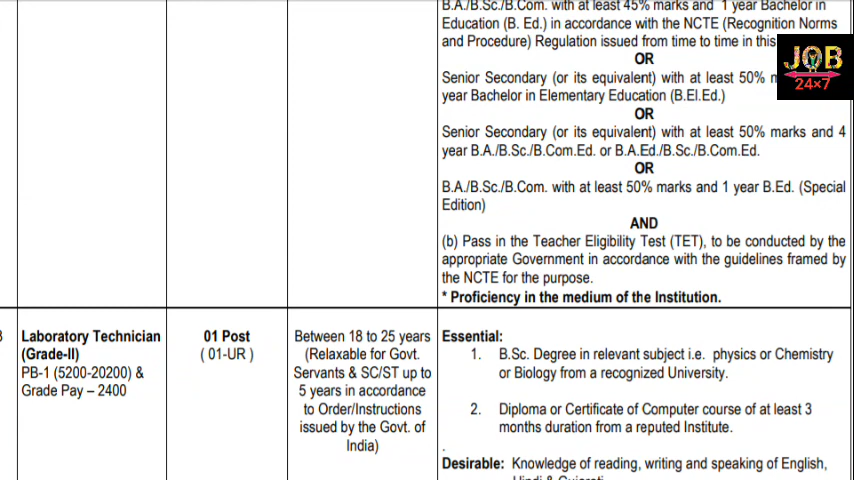 B.A./B.Sc./B.Com. with at least 45% marks and 1 year Bachelor in
Education (B. Ed.) in accordance with the NCTE (Recognition Norms
and Procedure) Regulation issued from time to time in this
OR
Senior Secondary (or its equivalent) with at least 50%
year Bachelor in Elementary Education (B.El.Ed.)
OR
Senior Secondary (or its equivalent) with at least 50% marks and 4
year B.A./B.Sc./B.Com.Ed. or B.A.Ed./B.Sc./B.Com.Ed.
OR
B.A./B.Sc./B.Com. with at least 50% marks and 1 year B.Ed. (Special
Edition)
AND
(b) Pass in the Teacher Eligibility Test (TET), to be conducted by the
appropriate Government in accordance with the guidelines framed by
the NCTE for the purpose.
* Proficiency in the medium of the Institution.
JOB
24×7
Laboratory Technician
(Grade-II)
PB-1 (5200-20200) &
Grade Pay – 2400
01 Post
( 01-UR )
Between 18 to 25 years
(Relaxable for Govt.
Servants & SC/ST up to
5 years in accordance
to Order/Instructions
issued by the Govt. of
India)
Essential:
1. B.Sc. Degree in relevant subject i.e. physics or Chemistry
or Biology from a recognized University.
2. Diploma or Certificate of Computer course of at least 3
months duration from a reputed Institute.
.
Desirable: Knowledge of reading, writing and speaking of English,